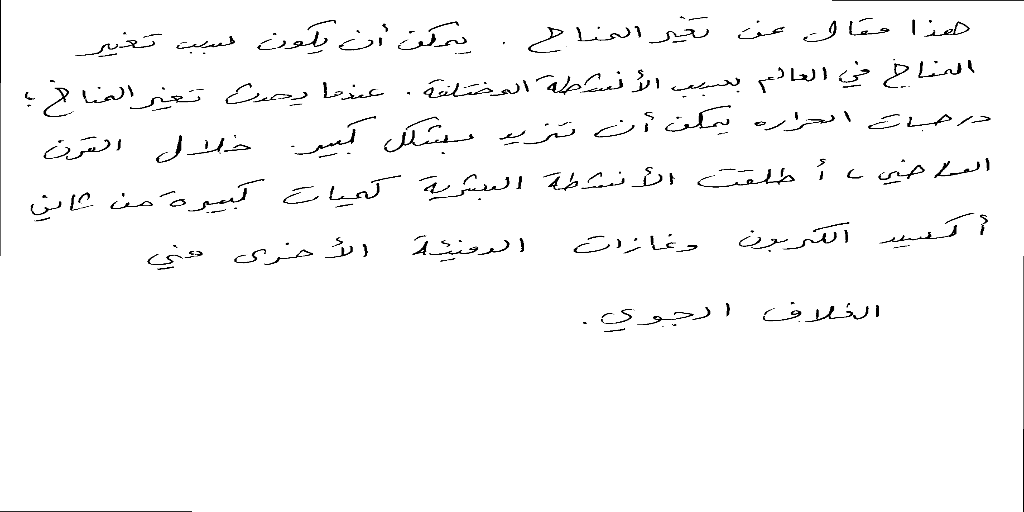 هذا مقال عن تغير المناخ . يمكن أن يكون سبب تغيير
المناخ في العالم بسبب الأنشطة المختلفة . عندما يحدث تغير المناخ ؛
درجات الحراره يمكن أن تزيد بشكل كبير . خلال القرن
الماضي ، أطلقت الأنشطة البشرية كميات كبيرة من ثاني
أكسيد الكربون وغازات الدفيئة الأخرى في
الغلاف الجوي .